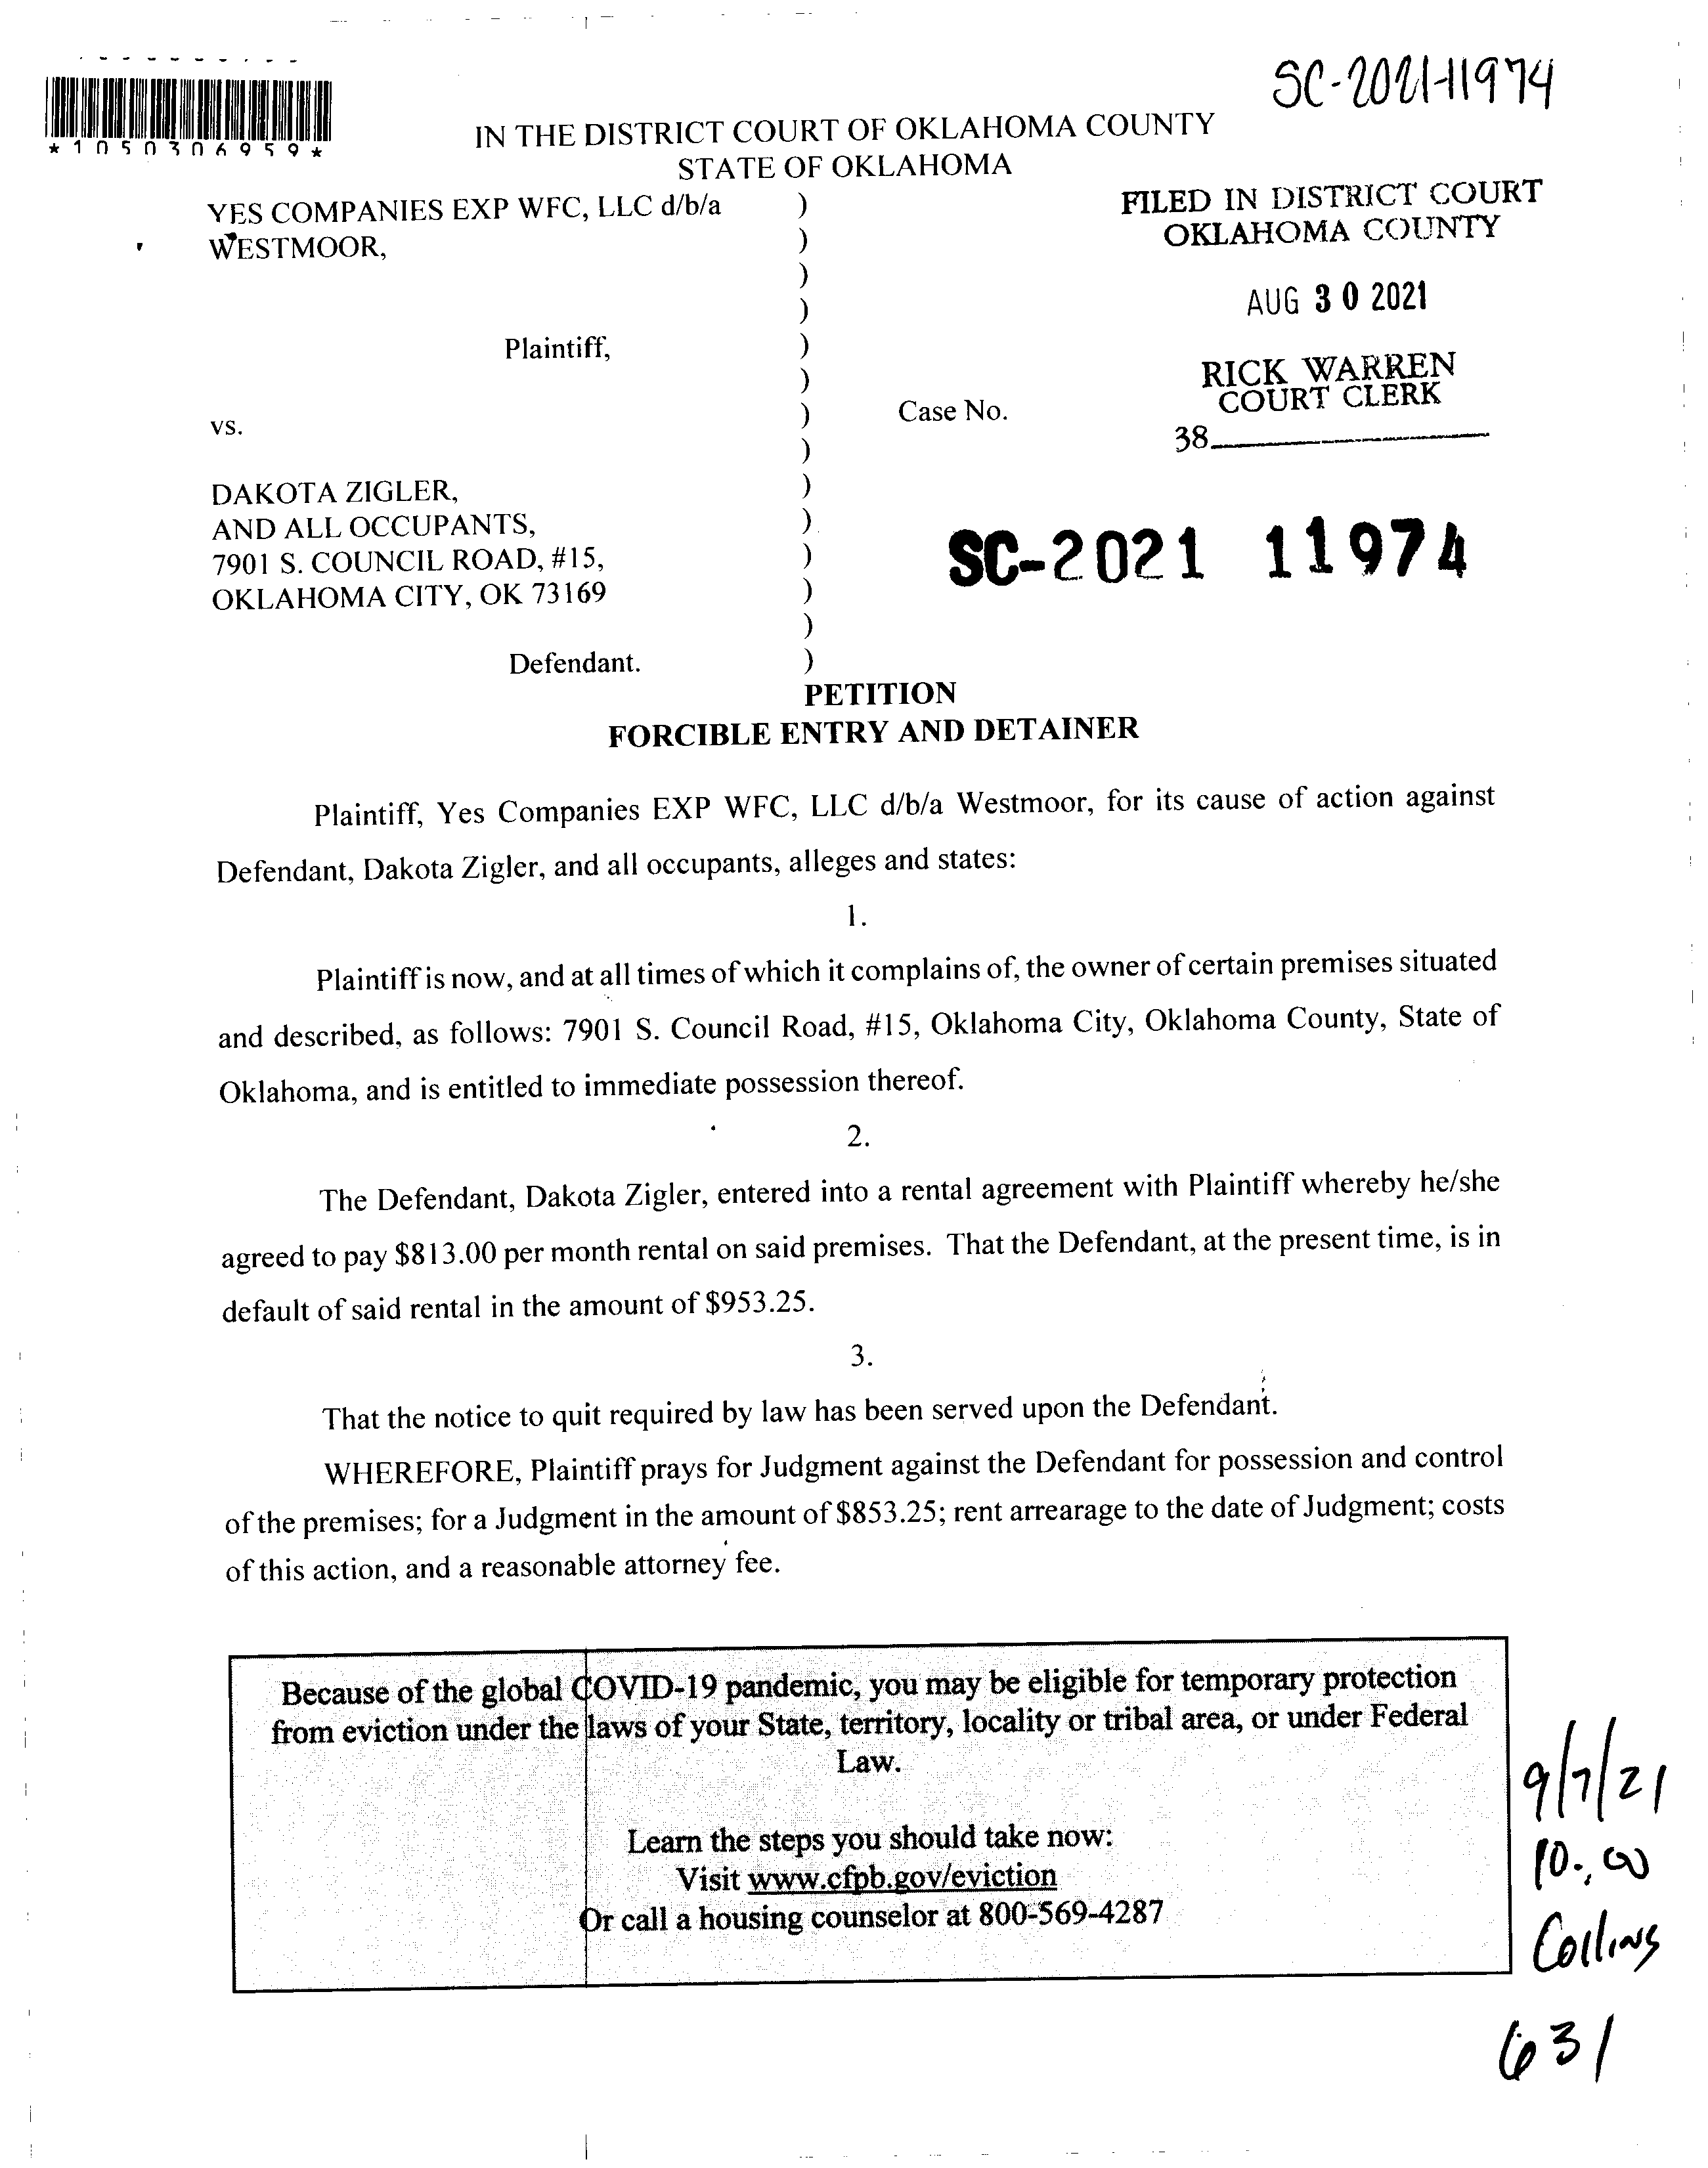 SC-2021-11974
*1050306959*
IN THE DISTRICT COURT OF OKLAHOMA COUNTY
STATE OF OKLAHOMA
YES COMPANIES EXP WFC, LLC d/b/a )
WESTMOOR, )
)
)
Plaintiff, )
)
vs. )
)
DAKOTA ZIGLER, )
AND ALL OCCUPANTS, )
7901 S. COUNCIL ROAD, #15, )
OKLAHOMA CITY, OK 73169 )
)
Defendant. )
FILED IN DISTRICT COURT
OKLAHOMA COUNTY
AUG 30 2021
RICK WARREN
COURT CLERK
38
Case No.
SC-2021 11974
PETITION
FORCIBLE ENTRY AND DETAINER
Plaintiff, Yes Companies EXP WFC, LLC d/b/a Westmoor, for its cause of action against
Defendant, Dakota Zigler, and all occupants, alleges and states:
1.
Plaintiff is now, and at all times of which it complains of, the owner of certain premises situated
and described, as follows: 7901 S. Council Road, #15, Oklahoma City, Oklahoma County, State of
Oklahoma, and is entitled to immediate possession thereof.
2.
The Defendant, Dakota Zigler, entered into a rental agreement with Plaintiff whereby he/she
agreed to pay $813.00 per month rental on said premises. That the Defendant, at the present time, is in
default of said rental in the amount of $953.25.
3.
That the notice to quit required by law has been served upon the Defendant.
WHEREFORE, Plaintiff prays for Judgment against the Defendant for possession and control
of the premises; for a Judgment in the amount of $853.25; rent arrearage to the date of Judgment; costs
of this action, and a reasonable attorney fee.
Because of the global COVID-19 pandemic, you may be eligible for temporary protection
from eviction under the laws of your State, territory, locality or tribal area, or under Federal
Law.
Learn the steps you should take now:
Visit www.cfpb.gov/eviction
Or call a housing counselor at 800-569-4287
9/7/21
10:00
Collins
631